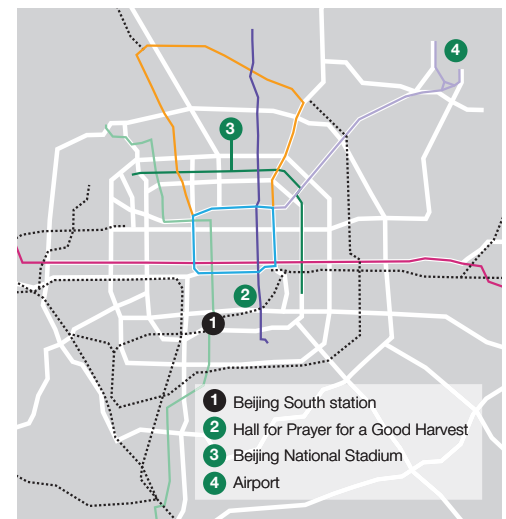 4
3
2
1
1 Beijing South station
2 Hall for Prayer for a Good Harvest
3 Beijing National Stadium
4 Airport